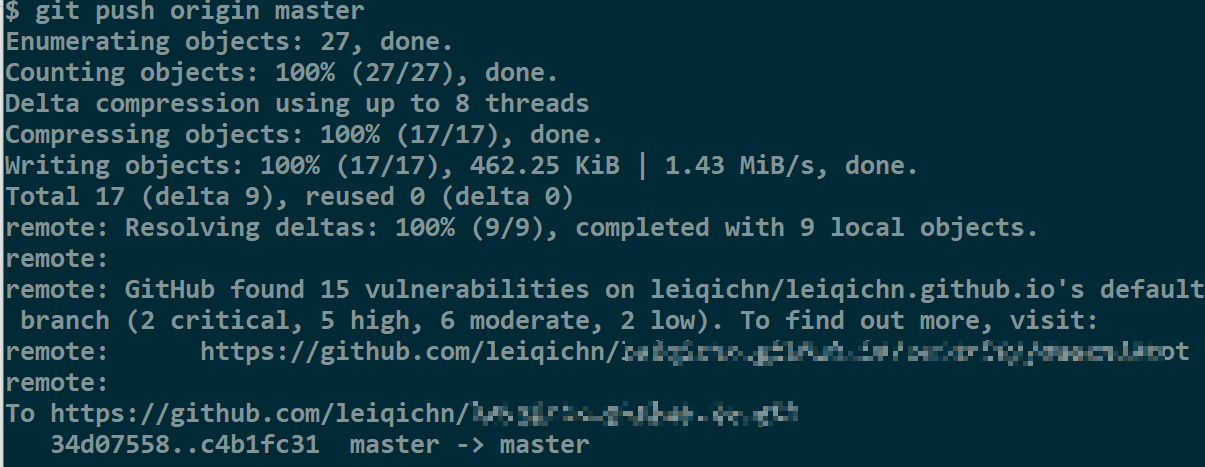 $ git push origin master
Enumerating objects: 27, done.
Counting objects: 100% (27/27), done.
Delta compression using up to 8 threads
Compressing objects: 100% (17/17), done.
Writing objects: 100% (17/17), 462.25 KiB | 1.43 MiB/s, done.
Total 17 (delta 9), reused 0 (delta 0)
remote: Resolving deltas: 100% (9/9), completed with 9 local objects.
remote:
remote: GitHub found 15 vulnerabilities on leiqichn/leiqichn.github.io's default
branch (2 critical, 5 high, 6 moderate, 2 low). To find out more, visit:
remote: https://github.com/leiqichn/
remote:
To https://github.com/leiqichn/
34d07558..c4b1fc31 master -> master